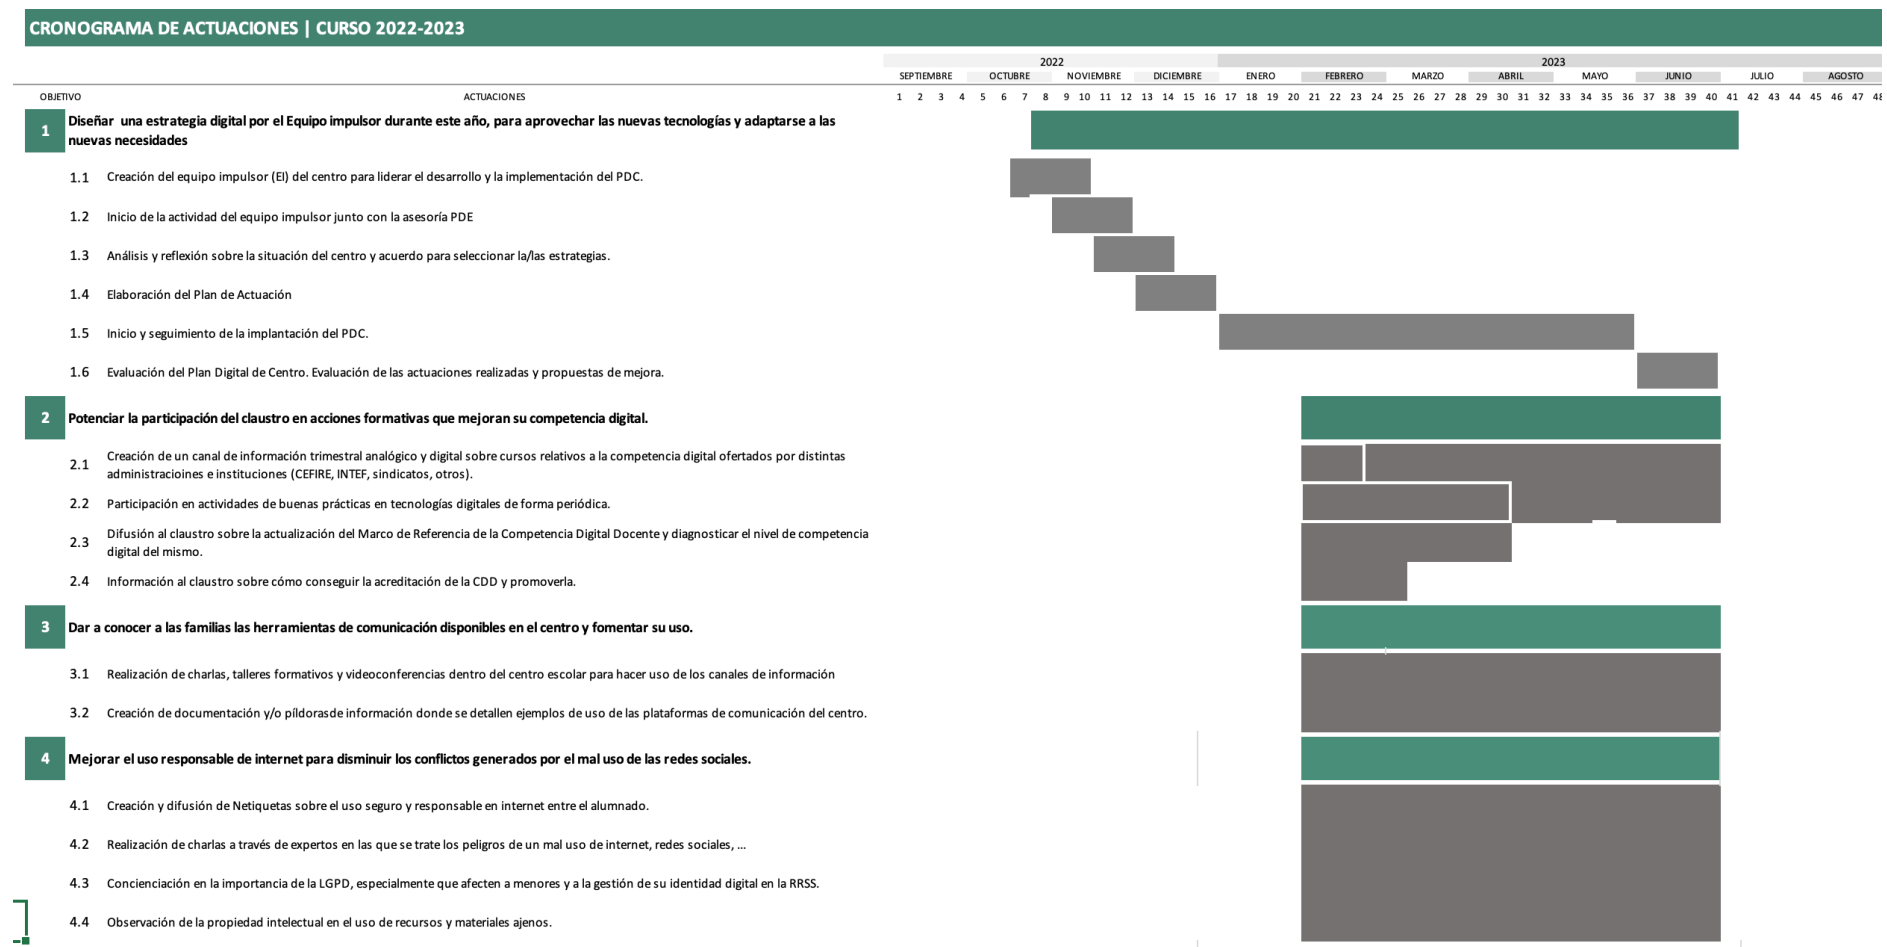 CRONOGRAMA DE ACTUACIONES | CURSO 2022-2023
2022 2023
SEPTIEMBRE OCTUBRE NOVIEMBRE DICIEMBRE ENERO FEBRERO MARZO ABRIL MAYO JUNIO JULIO AGOSTO
OBJETIVO ACTUACIONES 1 2 3 4 5 6 7 8 9 10 11 12 13 14 15 16 17 18 19 20 21 22 23 24 25 26 27 28 29 30 31 32 33 34 35 36 37 38 39 40 41 42 43 44 45 46 47 48
1 Diseñar una estrategia digital por el Equipo impulsor durante este año, para aprovechar las nuevas tecnologías y adaptarse a las
nuevas necesidades
1.1 Creación del equipo impulsor (EI) del centro para liderar el desarrollo y la implementación del PDC.
1.2 Inicio de la actividad del equipo impulsor junto con la asesoría PDE
1.3 Análisis y reflexión sobre la situación del centro y acuerdo para seleccionar la/las estrategias.
1.4 Elaboración del Plan de Actuación
1.5 Inicio y seguimiento de la implantación del PDC.
1.6 Evaluación del Plan Digital de Centro. Evaluación de las actuaciones realizadas y propuestas de mejora.
2 Potenciar la participación del claustro en acciones formativas que mejoran su competencia digital.
2.1 Creación de un canal de información trimestral analógico y digital sobre cursos relativos a la competencia digital ofertados por distintas
administracioines e instituciones (CEFIRE, INTEF, sindicatos, otros).
2.2 Participación en actividades de buenas prácticas en tecnologías digitales de forma periódica.
2.3 Difusión al claustro sobre la actualización del Marco de Referencia de la Competencia Digital Docente y diagnosticar el nivel de competencia
digital del mismo.
2.4 Información al claustro sobre cómo conseguir la acreditación de la CDD y promoverla.
3 Dar a conocer a las familias las herramientas de comunicación disponibles en el centro y fomentar su uso.
3.1 Realización de charlas, talleres formativos y videoconferencias dentro del centro escolar para hacer uso de los canales de información
3.2 Creación de documentación y/o píldorasde información donde se detallen ejemplos de uso de las plataformas de comunicación del centro.
4 Mejorar el uso responsable de internet para disminuir los conflictos generados por el mal uso de las redes sociales.
4.1 Creación y difusión de Netiquetas sobre el uso seguro y responsable en internet entre el alumnado.
4.2 Realización de charlas a través de expertos en las que se trate los peligros de un mal uso de internet, redes sociales, ...
4.3 Concienciación en la importancia de la LGPD, especialmente que afecten a menores y a la gestión de su identidad digital en la RRSS.
4.4 Observación de la propiedad intelectual en el uso de recursos y materiales ajenos.